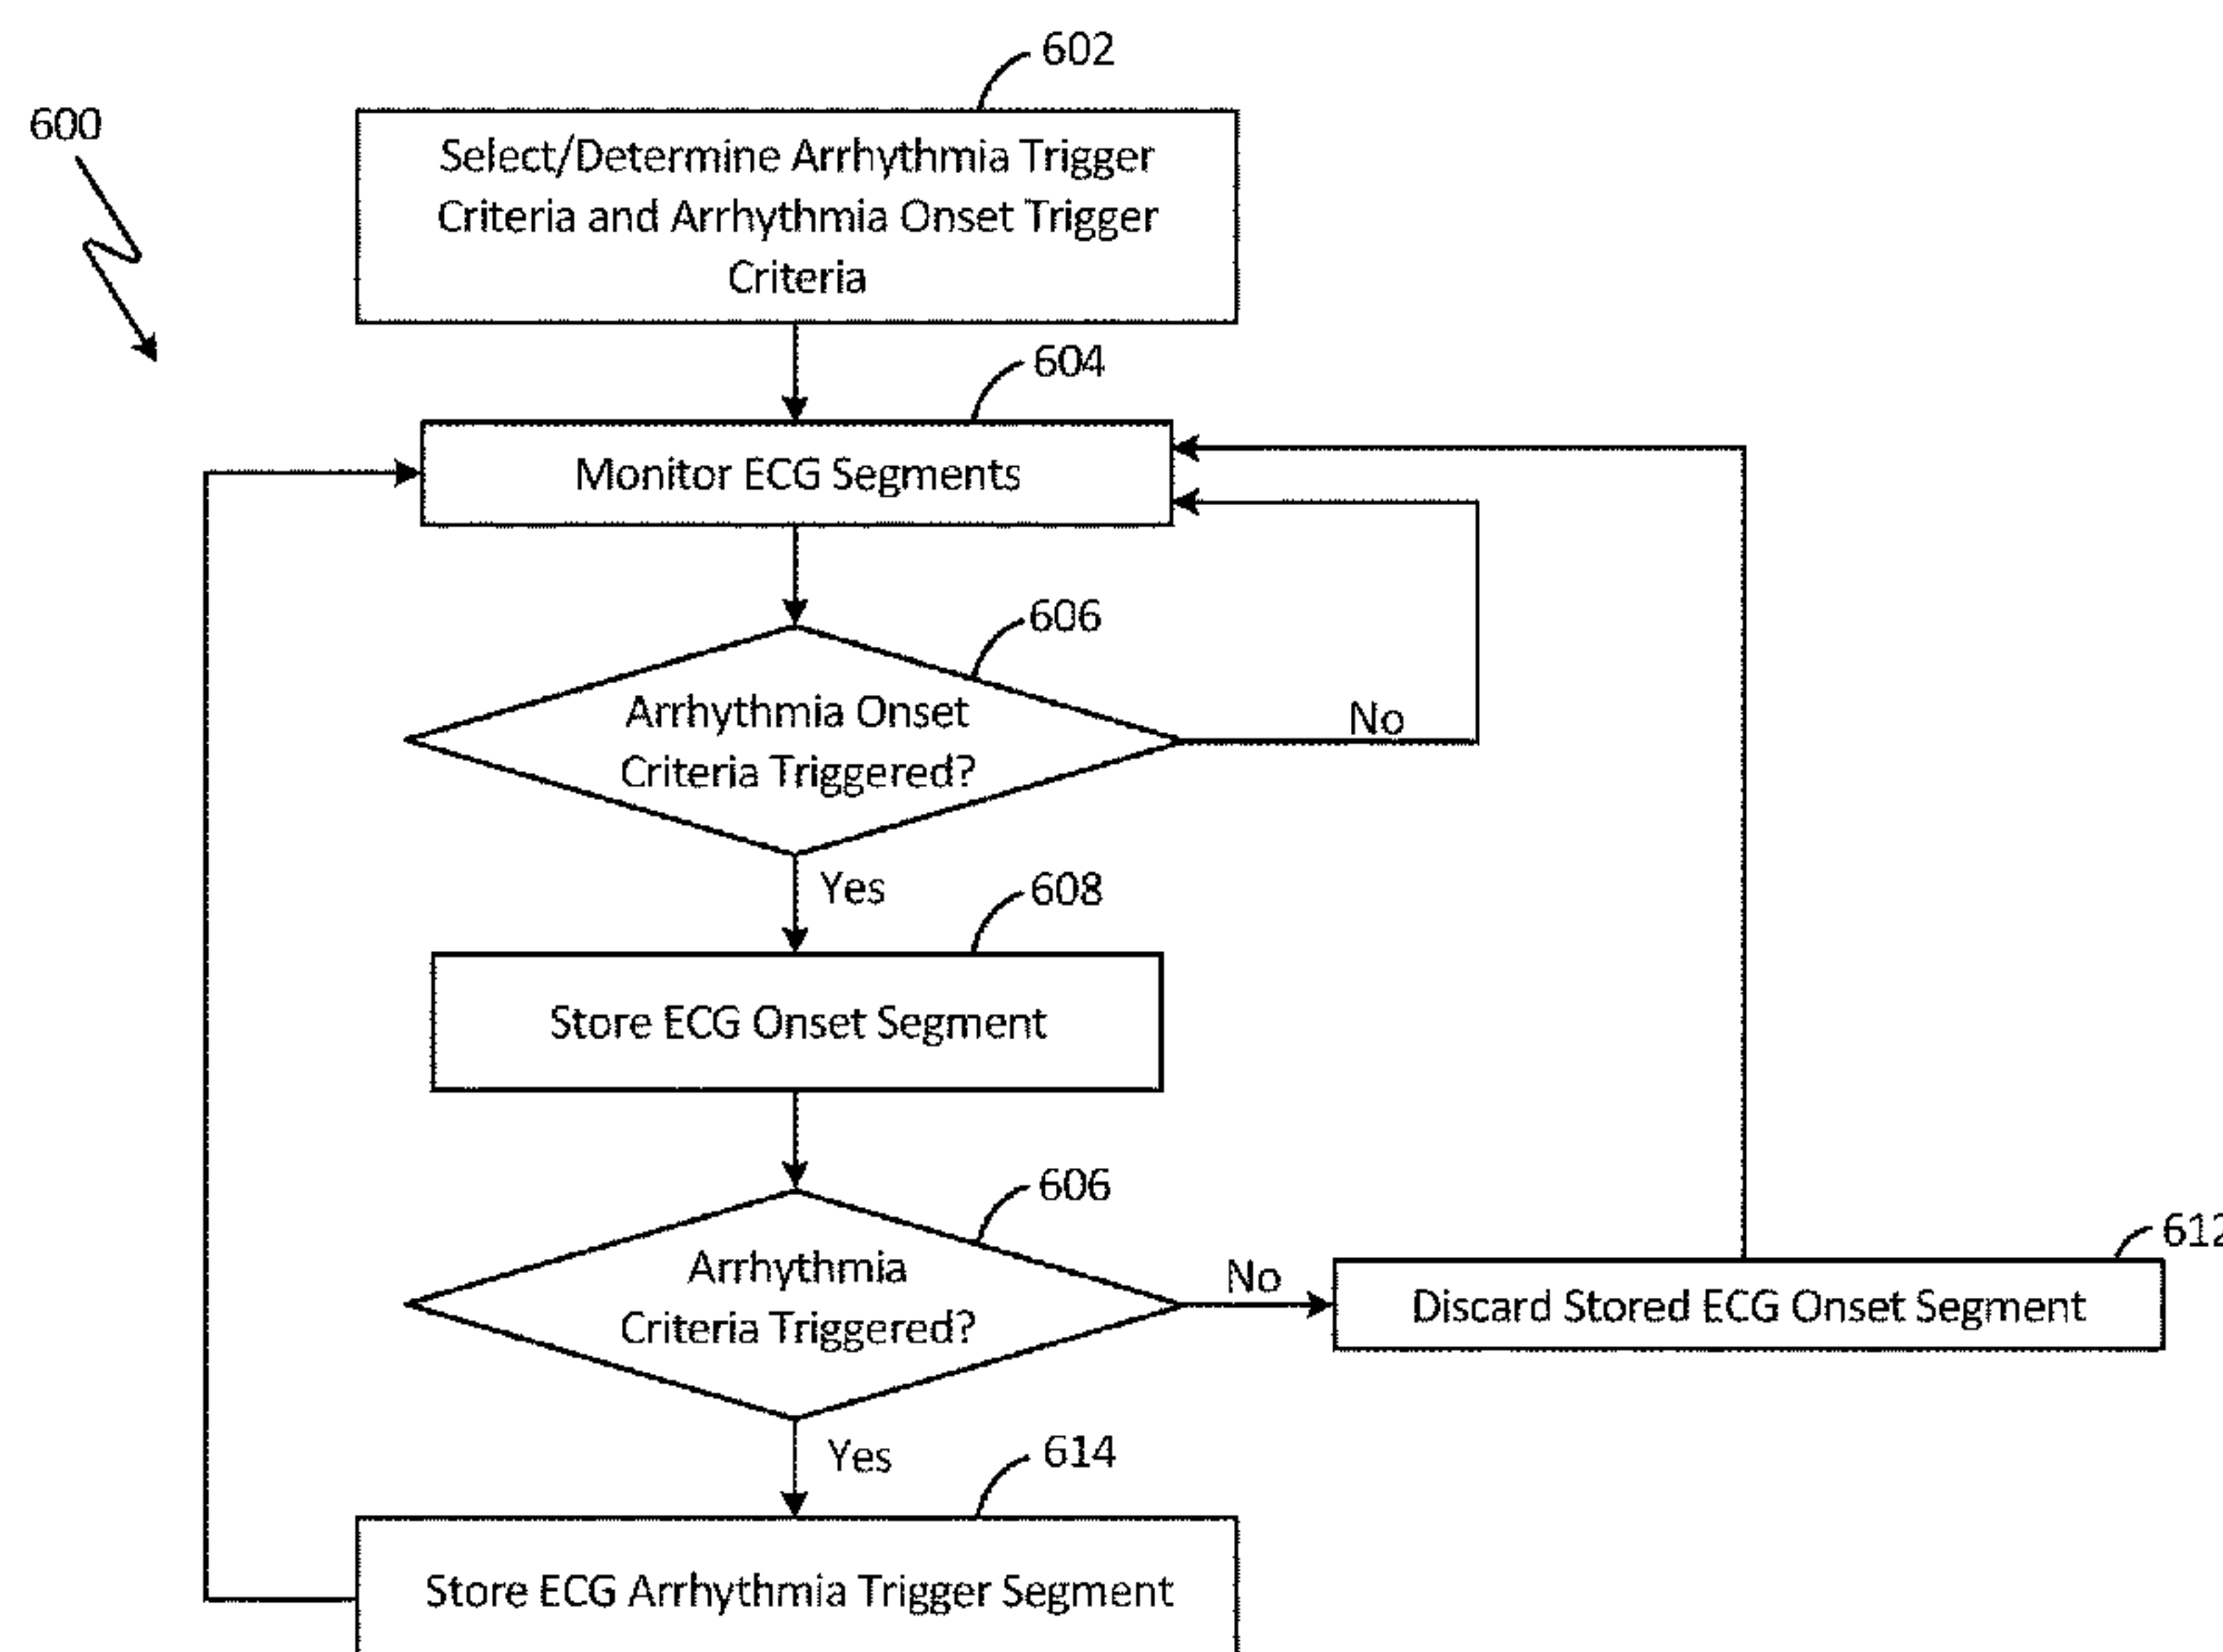 602
600
Select/Determine Arrhythmia Trigger
Criteria and Arrhythmia Onset Trigger
Criteria
604
Monitor ECG Segments
606
Arrhythmia Onset
Criteria Triggered?
No
Yes
608
Store ECG Onset Segment
606
Arrhythmia
Criteria Triggered?
No
612
Discard Stored ECG Onset Segment
Yes
614
Store ECG Arrhythmia Trigger Segment